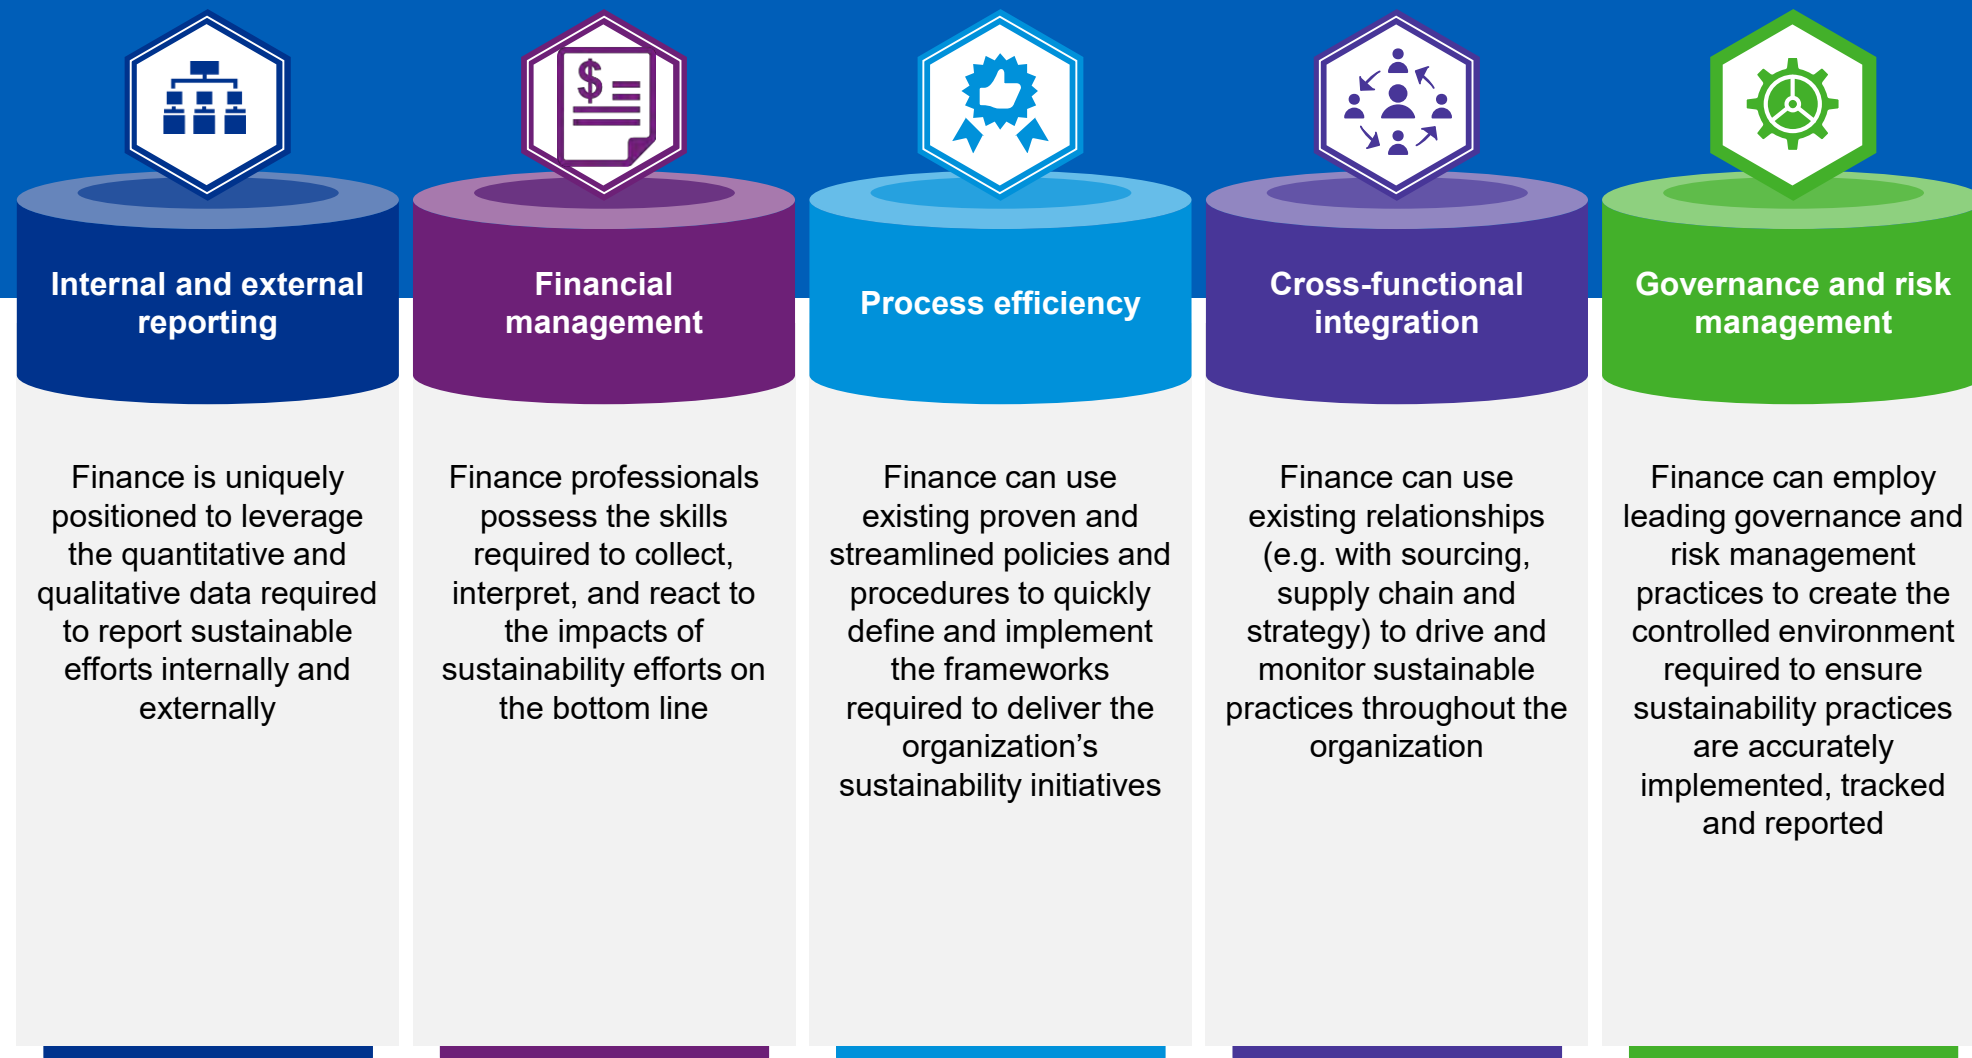 Internal and external
reporting
Financial
management
Process efficiency
Cross-functional
integration
Governance and risk
management
Finance is uniquely
positioned to leverage
the quantitative and
qualitative data required
to report sustainable
efforts internally and
externally
Finance professionals
possess the skills
required to collect,
interpret, and react to
the impacts of
sustainability efforts on
the bottom line
Finance can use
existing proven and
streamlined policies and
procedures to quickly
define and implement
the frameworks
required to deliver the
organization’s
sustainability initiatives
Finance can use
existing relationships
(e.g. with sourcing,
supply chain and
strategy) to drive and
monitor sustainable
practices throughout the
organization
Finance can employ
leading governance and
risk management
practices to create the
controlled environment
required to ensure
sustainability practices
are accurately
implemented, tracked
and reported